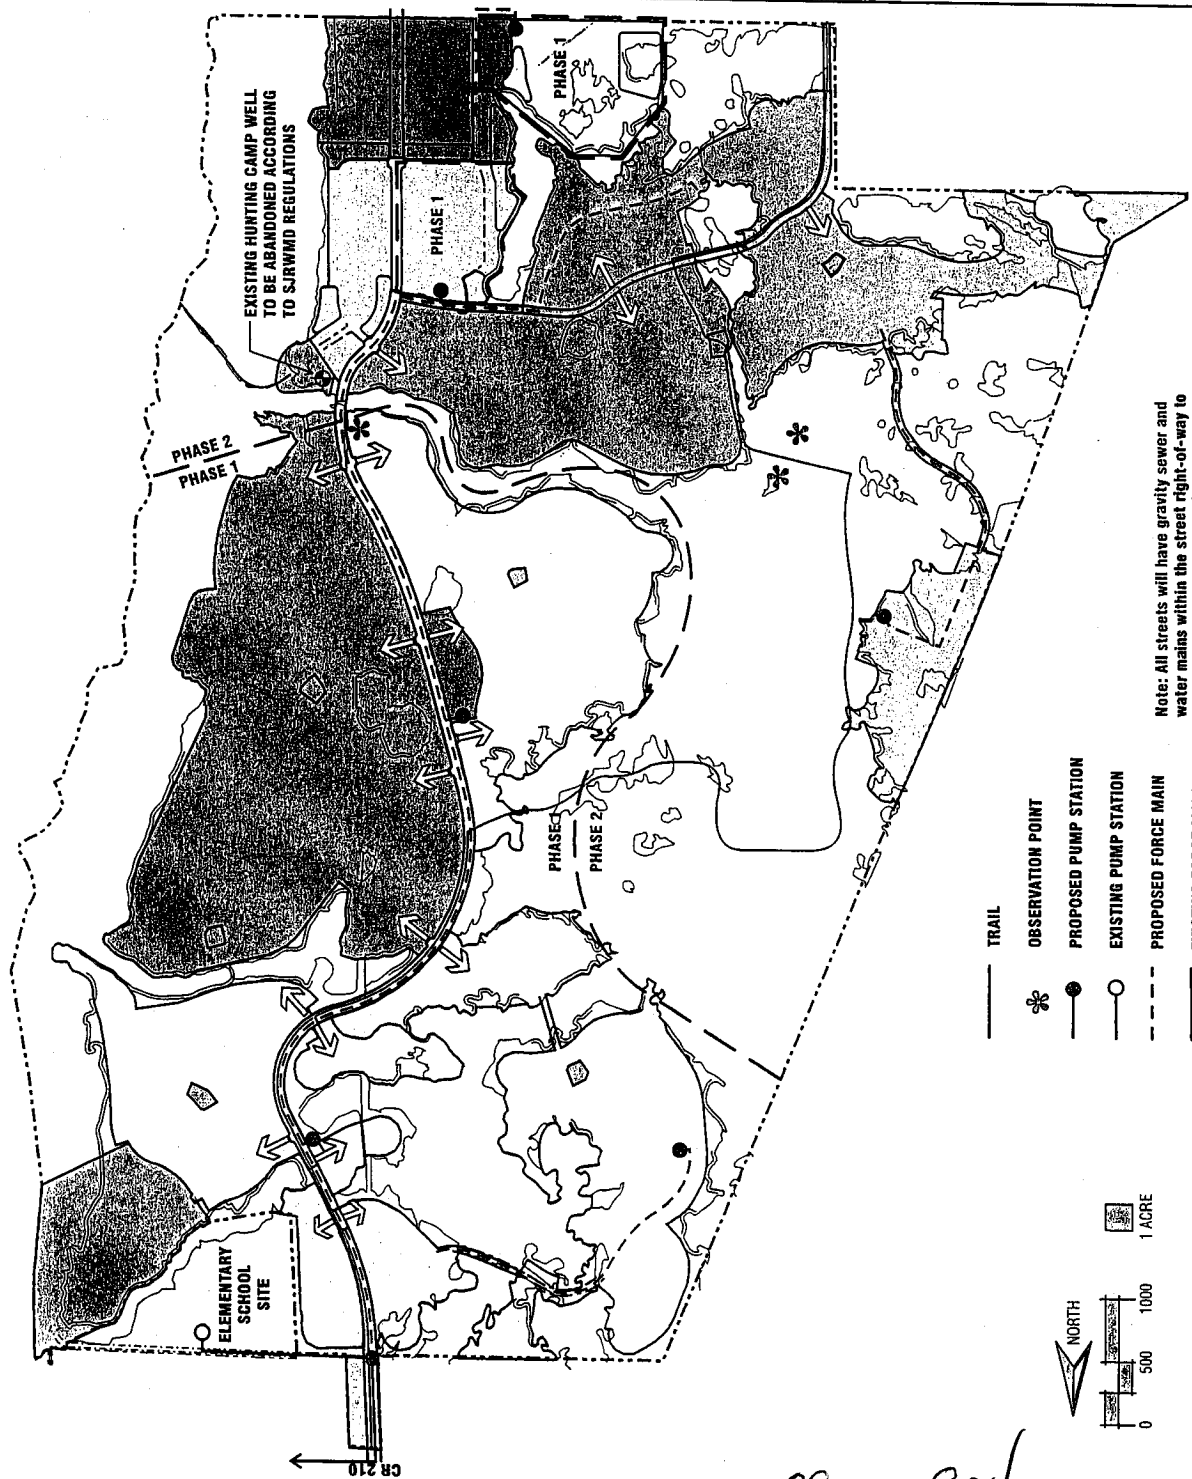 EXISTING HUNTING CAMP WELL
TO BE ABANDONED ACCORDING
TO SJRWMD REGULATIONS
PHASE 1
PHASE 1
PHASE 2
PHASE 1
PHASE 1
PHASE 2
ELEMENTARY
SCHOOL
SITE
CR 210
TRAIL
OBSERVATION POINT
PROPOSED PUMP STATION
EXISTING PUMP STATION
PROPOSED FORCE MAIN
Note: All streets will have gravity sewer and
water mains within the street right-of-way to
NORTH
0 500 1000
1 ACRE